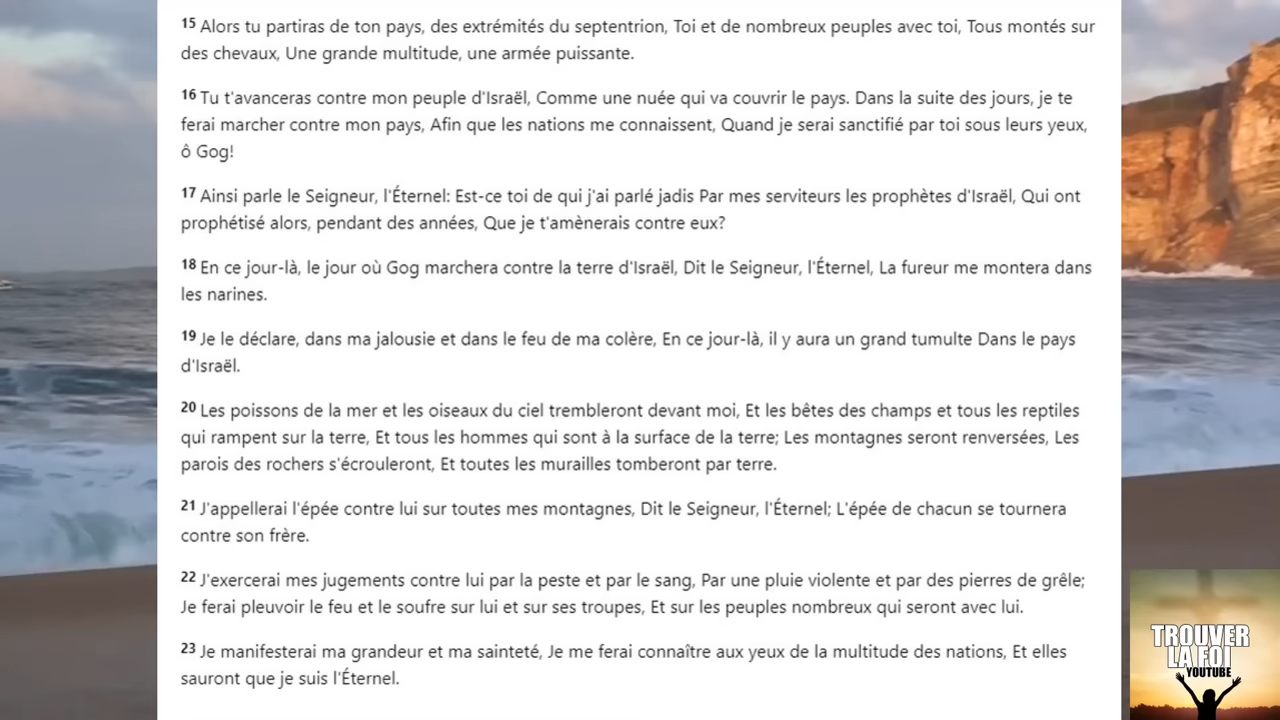 15 Alors tu partiras de ton pays, des extrémités du septentrion, Toi et de nombreux peuples avec toi, Tous montés sur
des chevaux, Une grande multitude, une armée puissante.
16 Tu t'avanceras contre mon peuple d'Israël, Comme une nuée qui va couvrir le pays. Dans la suite des jours, je te
ferai marcher contre mon pays, Afin que les nations me connaissent, Quand je serai sanctifié par toi sous leurs yeux,
ô Gog!
17 Ainsi parle le Seigneur, l'Éternel: Est-ce toi de qui j'ai parlé jadis Par mes serviteurs les prophètes d'Israël, Qui ont
prophétisé alors, pendant des années, Que je t'amènerais contre eux?
18 En ce jour-là, le jour où Gog marchera contre la terre d'Israël, Dit le Seigneur, l'Éternel, La fureur me montera dans
les narines.
19 Je le déclare, dans ma jalousie et dans le feu de ma colère, En ce jour-là, il y aura un grand tumulte Dans le pays
d'Israël.
20 Les poissons de la mer et les oiseaux du ciel trembleront devant moi, Et les bêtes des champs et tous les reptiles
qui rampent sur la terre, Et tous les hommes qui sont à la surface de la terre; Les montagnes seront renversées, Les
parois des rochers s'écrouleront, Et toutes les murailles tomberont par terre.
21 J'appellerai l'épée contre lui sur toutes mes montagnes, Dit le Seigneur, l'Éternel; L'épée de chacun se tournera
contre son frère.
22 J'exercerai mes jugements contre lui par la peste et par le sang, Par une pluie violente et par des pierres de grêle;
Je ferai pleuvoir le feu et le soufre sur lui et sur ses troupes, Et sur les peuples nombreux qui seront avec lui.
23 Je manifesterai ma grandeur et ma sainteté, Je me ferai connaître aux yeux de la multitude des nations, Et elles
sauront que je suis l'Éternel.
TROUVER
LA FOI
YOUTUBE